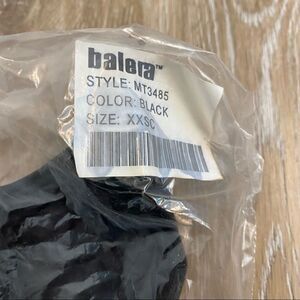 balera™
STYLE: MT3485
COLOR: BLACK
SIZE: XXSC